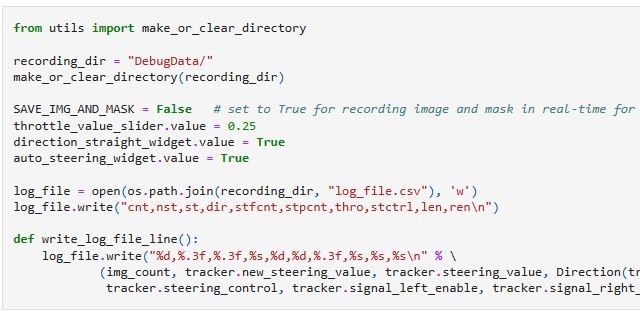 from utils import make_or_clear_directory
recording_dir = "DebugData/"
make_or_clear_directory(recording_dir)
SAVE_IMG_AND_MASK = False   # set to True for recording image and mask in real-time for
throttle_value_slider.value = 0.25
direction_straight_widget.value = True
auto_steering_widget.value = True
log_file = open(os.path.join(recording_dir, "log_file.csv"), 'w')
log_file.write("cnt,nst,st,dir,stfcnt,stpcnt,thro,stctrl,len,ren\n")
def write_log_file_line():
    log_file.write("%d,%.3f,%.3f,%s,%d,%d,%.3f,%s,%s,%s\n" % \
            (img_count, tracker.new_steering_value, tracker.steering_value, Direction(tr
             tracker.steering_control, tracker.signal_left_enable, tracker.signal_right_